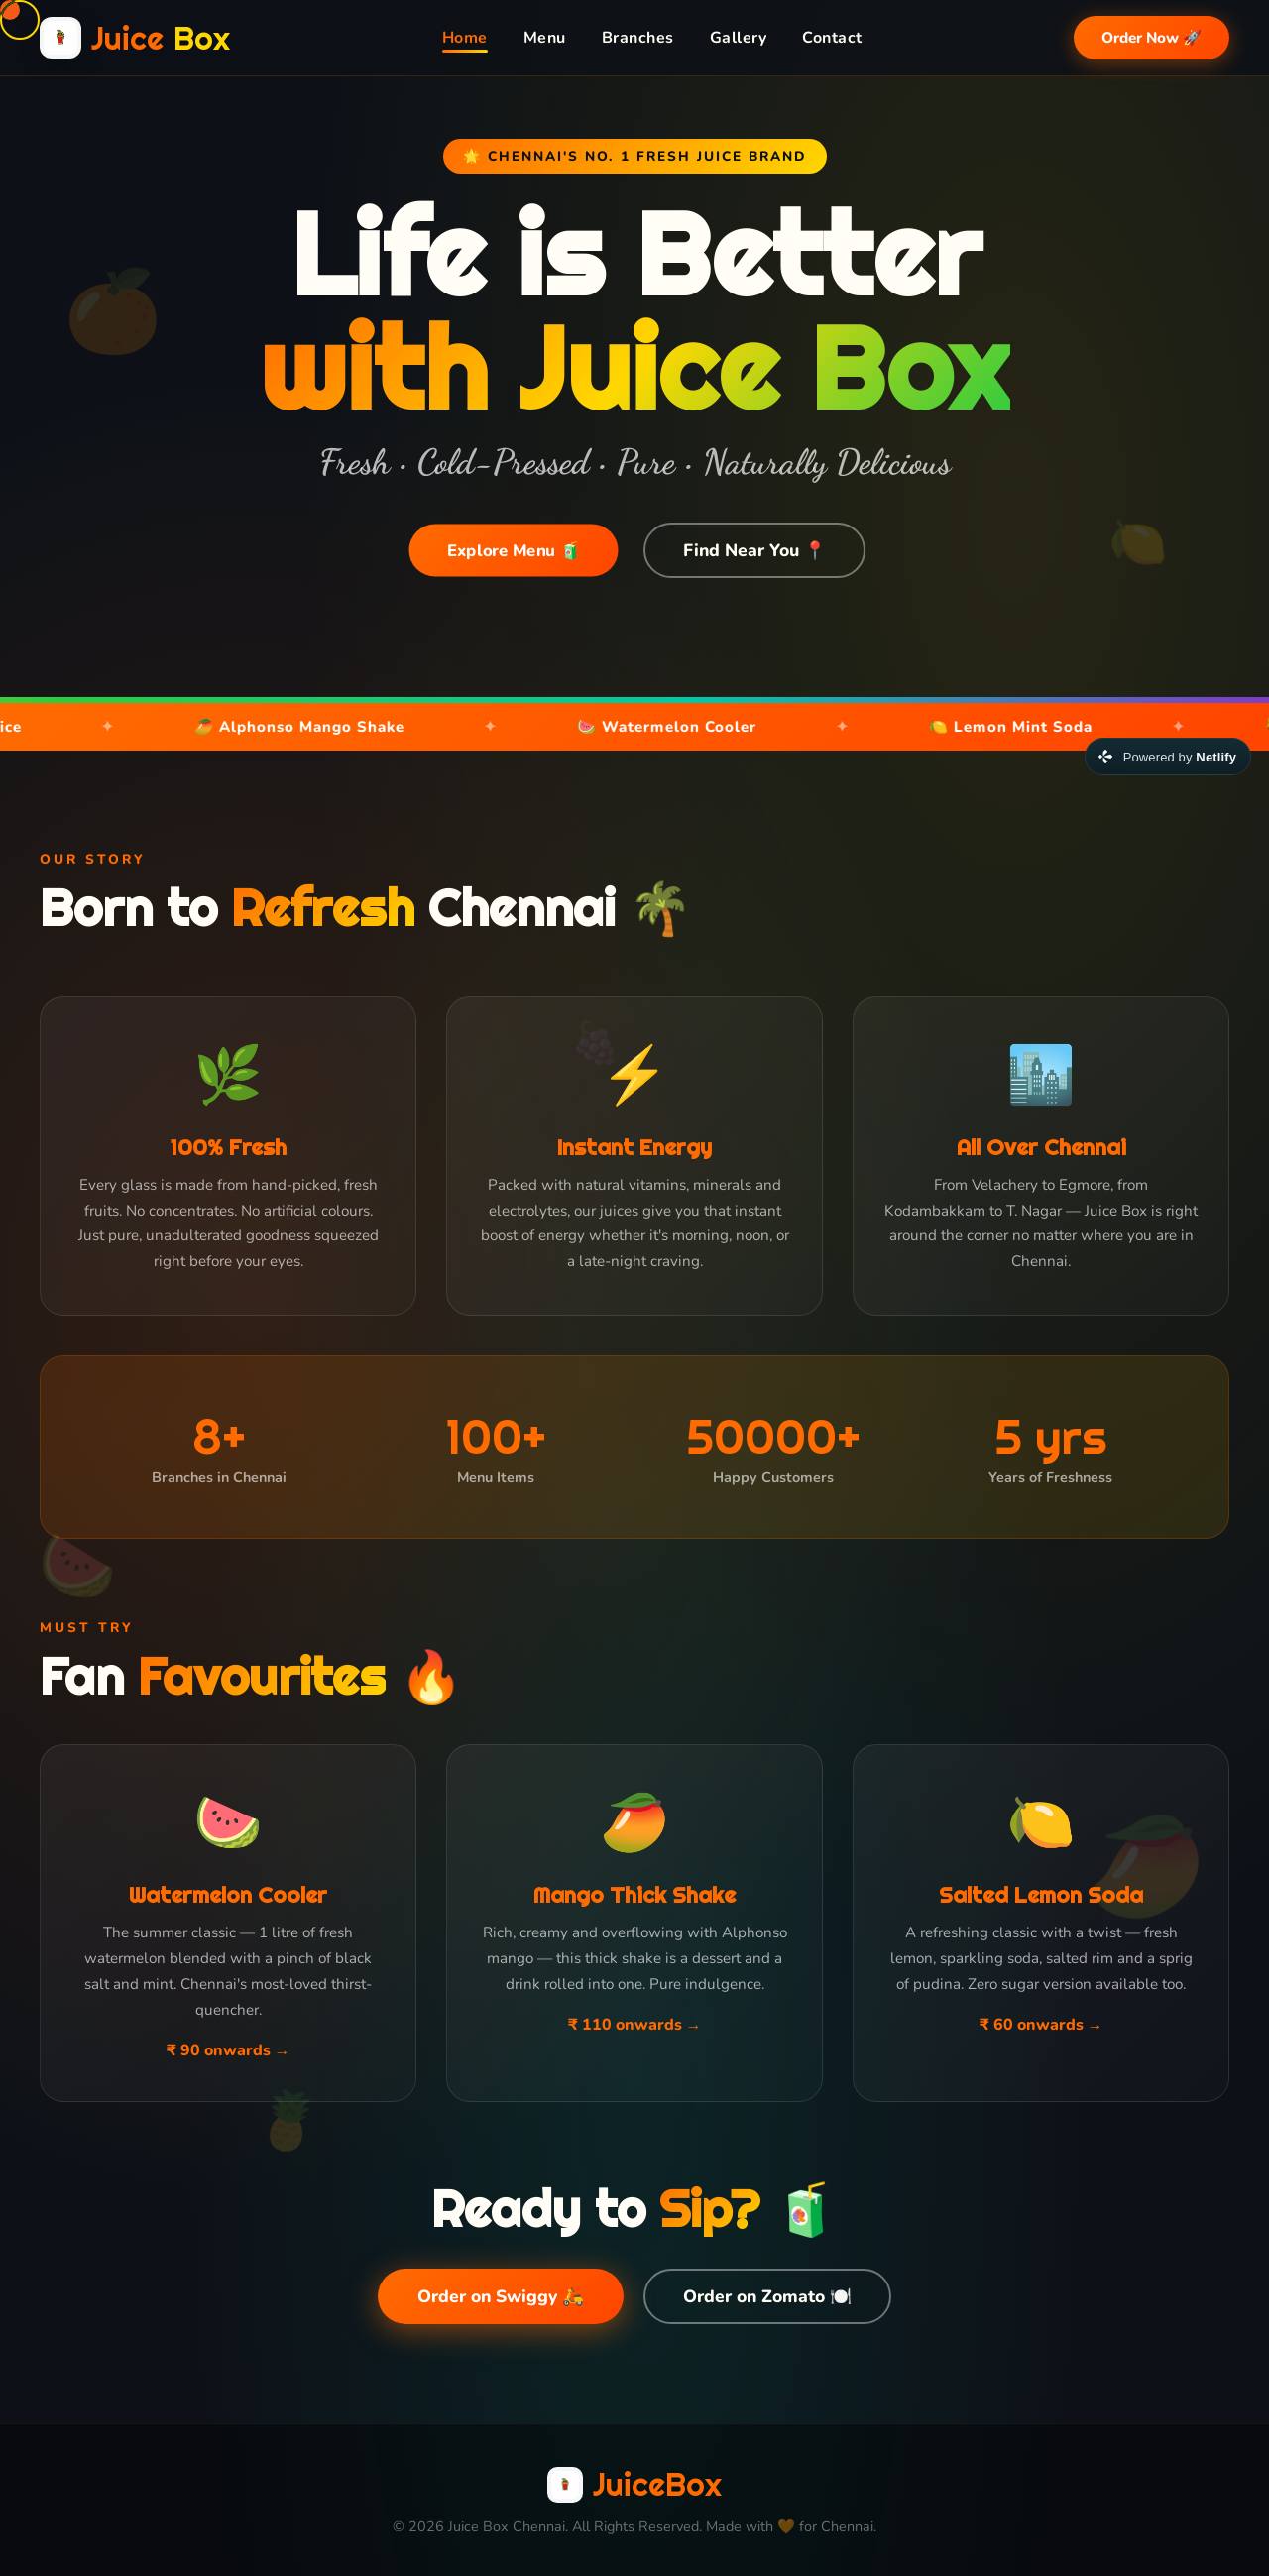 Juice Box
Home
Menu
Branches
Gallery
Contact
Order Now 🚀
🌟 CHENNAI'S NO. 1 FRESH JUICE BRAND
Life is Better
with Juice Box
Fresh · Cold-Pressed · Pure · Naturally Delicious
Explore Menu 🧃
Find Near You 📍
ice ✦ 🥭 Alphonso Mango Shake ✦ 🍉 Watermelon Cooler ✦ 🍋 Lemon Mint Soda ✦
Powered by Netlify
OUR STORY
Born to Refresh Chennai 🌴
100% Fresh
Every glass is made from hand-picked, fresh
fruits. No concentrates. No artificial colours.
Just pure, unadulterated goodness squeezed
right before your eyes.
Instant Energy
Packed with natural vitamins, minerals and
electrolytes, our juices give you that instant
boost of energy whether it's morning, noon, or
a late-night craving.
All Over Chennai
From Velachery to Egmore, from
Kodambakkam to T. Nagar — Juice Box is right
around the corner no matter where you are in
Chennai.
8+
Branches in Chennai
100+
Menu Items
50000+
Happy Customers
5 yrs
Years of Freshness
MUST TRY
Fan Favourites 🔥
Watermelon Cooler
The summer classic — 1 litre of fresh
watermelon blended with a pinch of black
salt and mint. Chennai's most-loved thirst-
quencher.
₹ 90 onwards →
Mango Thick Shake
Rich, creamy and overflowing with Alphonso
mango — this thick shake is a dessert and a
drink rolled into one. Pure indulgence.
₹ 110 onwards →
Salted Lemon Soda
A refreshing classic with a twist — fresh
lemon, sparkling soda, salted rim and a sprig
of pudina. Zero sugar version available too.
₹ 60 onwards →
Ready to Sip? 🧃
Order on Swiggy 🛵
Order on Zomato 🍽️
JuiceBox
© 2026 Juice Box Chennai. All Rights Reserved. Made with 🧡 for Chennai.